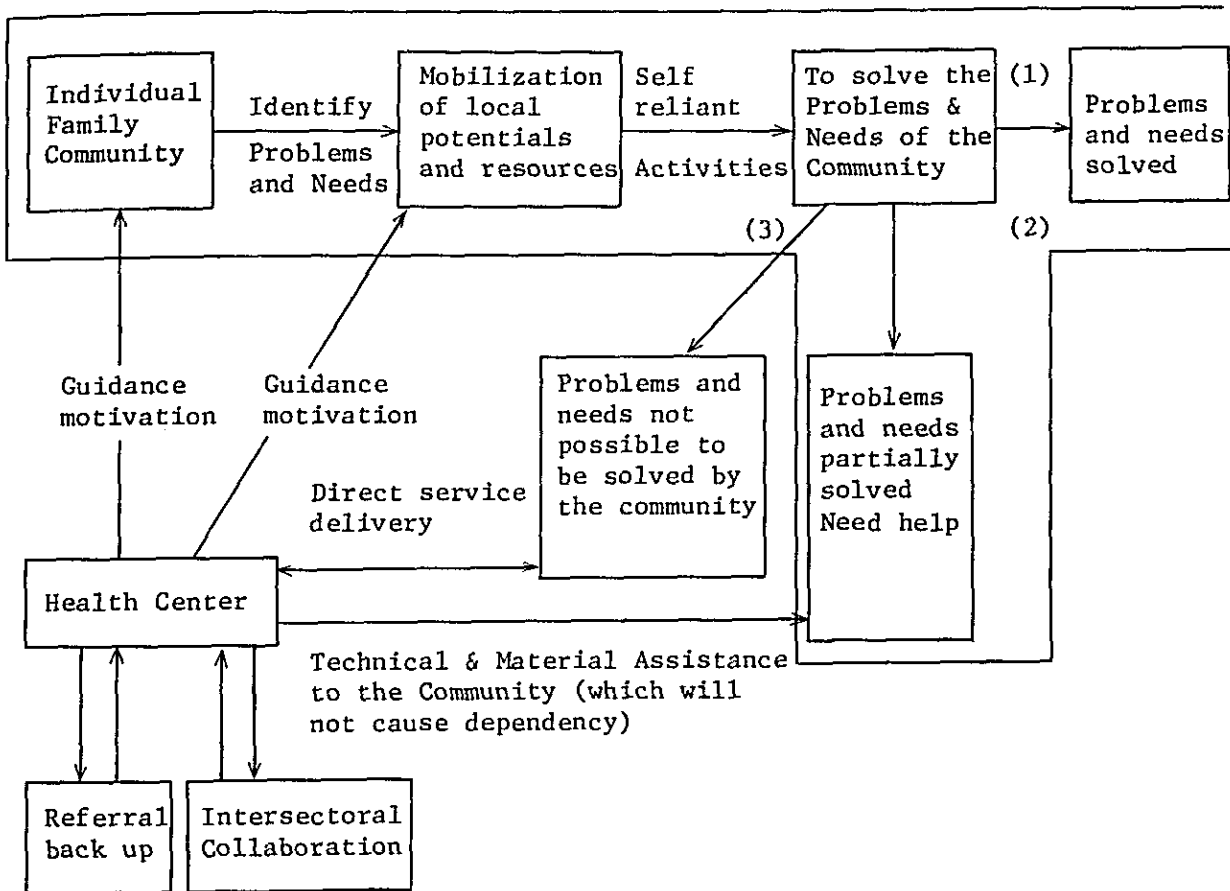 Individual
Family
Community
Identify
Problems
and Needs
Mobilization
of local
potentials
and resources
Self
reliant
Activities
To solve the
Problems &
Needs of the
Community
(1)
Problems
and needs
solved
(2)
(3)
Guidance
motivation
Guidance
motivation
Problems and
needs not
possible to
be solved by
the community
Problems
and needs
partially
solved
Need help
Direct service
delivery
Health Center
Technical & Material Assistance
to the Community (which will
not cause dependency)
Referral
back up
Intersectoral
Collaboration